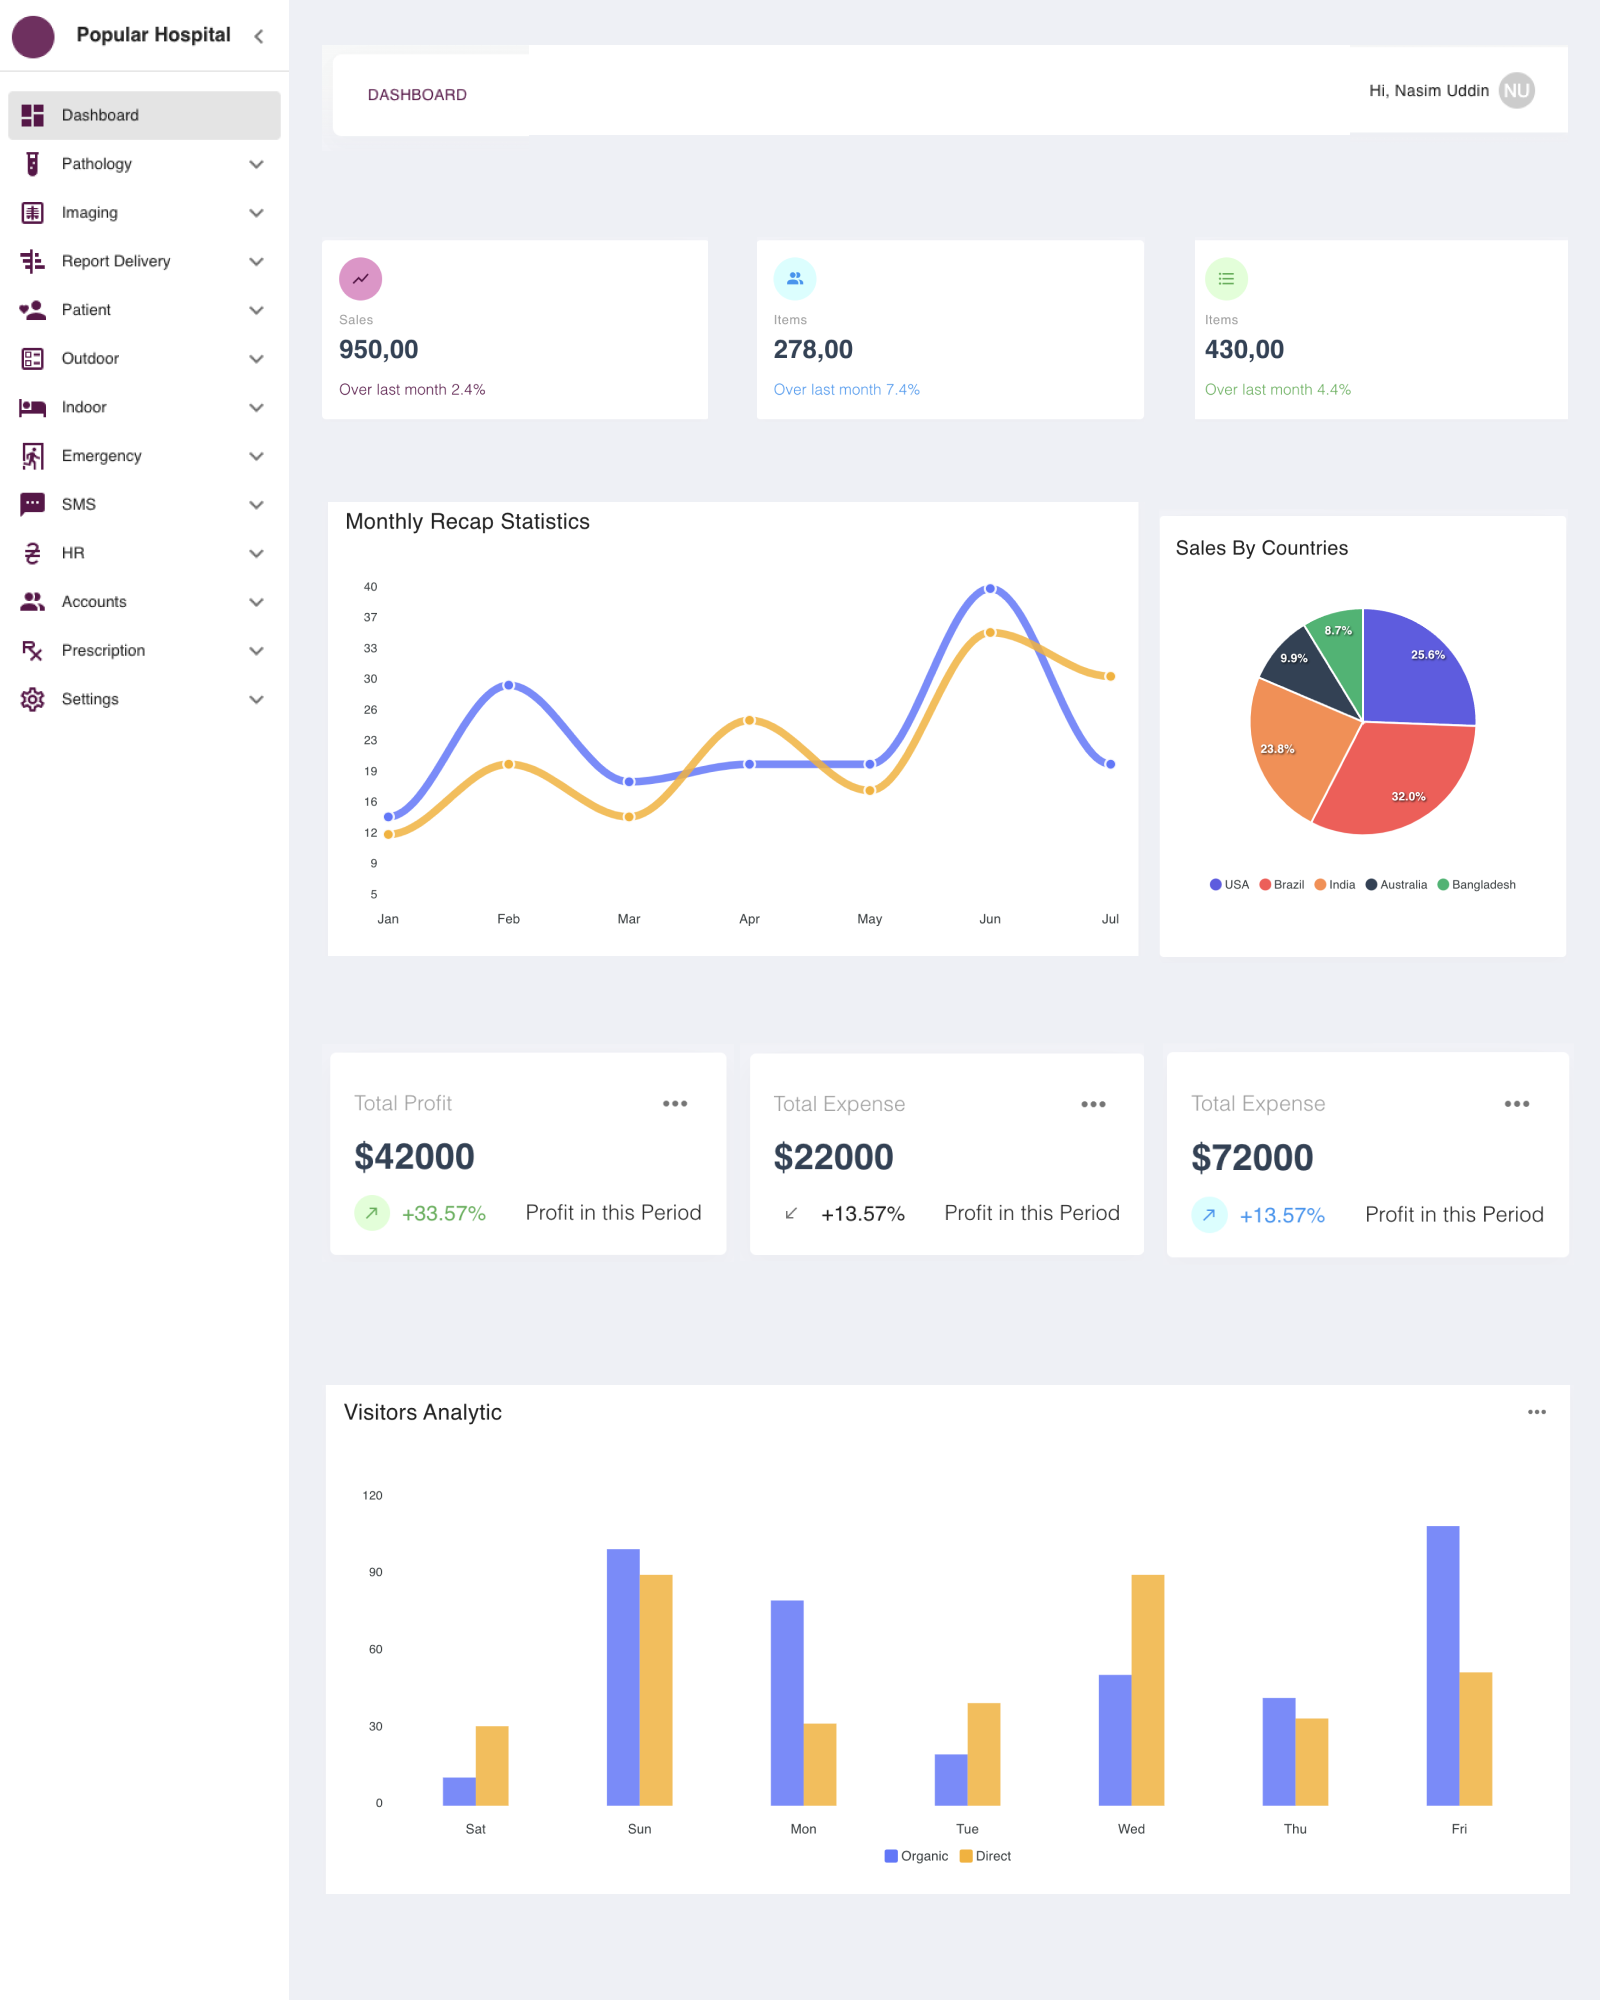 Popular Hospital
Dashboard
Pathology
Imaging
Report Delivery
Patient
Outdoor
Indoor
Emergency
SMS
HR
Accounts
Prescription
Settings
DASHBOARD
Hi, Nasim Uddin NU
Sales
950,00
Over last month 2.4%
Items
278,00
Over last month 7.4%
Items
430,00
Over last month 4.4%
Monthly Recap Statistics
40
37
33
30
26
23
19
16
12
9
5
Jan Feb Mar Apr May Jun Jul
Sales By Countries
8.7%
25.6%
9.9%
23.8%
32.0%
USA Brazil India Australia Bangladesh
Total Profit
$42000
+33.57% Profit in this Period
Total Expense
$22000
+13.57% Profit in this Period
Total Expense
$72000
+13.57% Profit in this Period
Visitors Analytic
120
90
60
30
0
Sat Sun Mon Tue Wed Thu Fri
Organic Direct